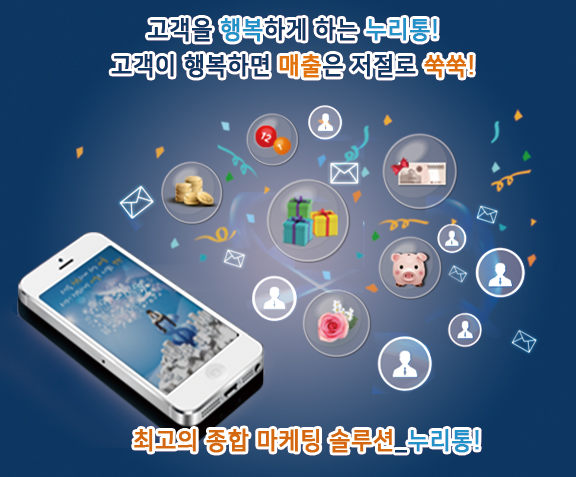 고객을 행복하게 하는 누리통!
고객이 행복하면 매출은 저절로 쑥쑥!
12
최고의 종합 마케팅 솔루션_누리통!